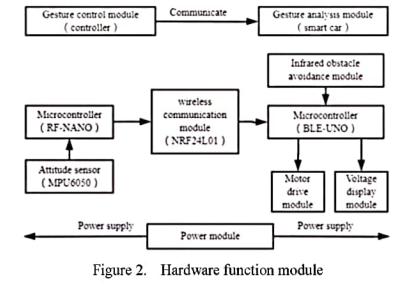 Gesture control module
( controller )
Communicate
Gesture analysis module
( smart car )
Infrared obstacle
avoidance module
Microcontroller
( RF-NANO )
wireless
communication
module
( NRF24L01 )
Microcontroller
( BLE-UNO )
Attitude sensor
( MPU6050 )
Motor
drive
module
Voltage
display
module
Power supply
Power module
Power supply
Figure 2. Hardware function module